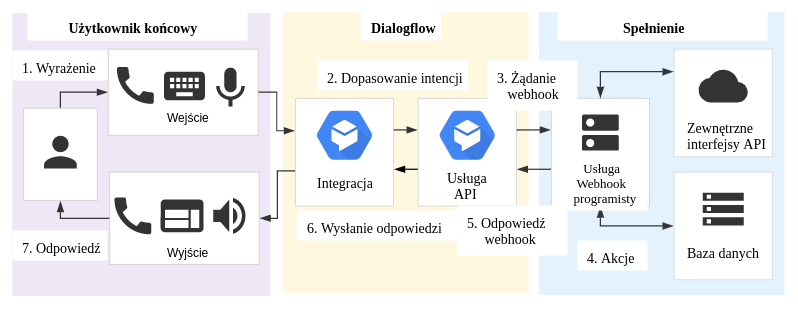 Użytkownik końcowy
Dialogflow
Spełnienie
1. Wyrażenie
2. Dopasowanie intencji
3. Żądanie
webhook
Wejście
Zewnętrzne
interfejsy API
Integracja
Usługa
API
Usługa
Webhook
programisty
6. Wysłanie odpowiedzi
5. Odpowiedź
webhook
7. Odpowiedź
Wyjście
4. Akcje
Baza danych